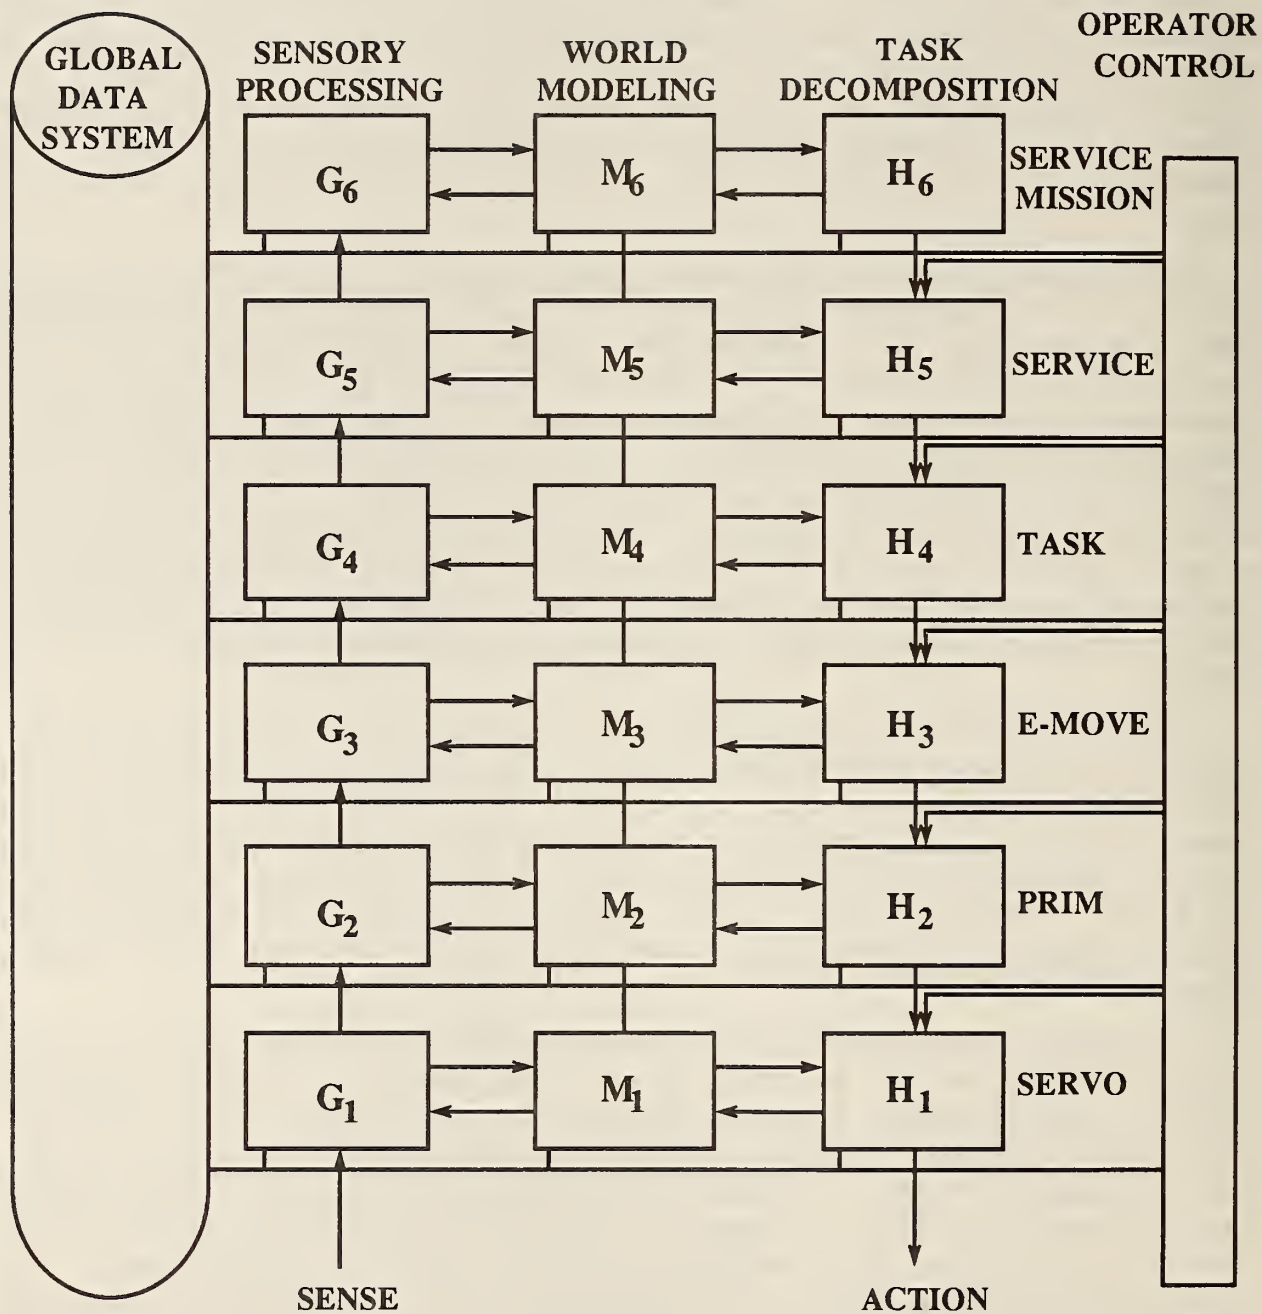 GLOBAL
DATA
SYSTEM
SENSORY
PROCESSING
WORLD
MODELING
TASK
DECOMPOSITION
OPERATOR
CONTROL
G6
M6
H6
SERVICE
MISSION
G5
M5
H5
SERVICE
G4
M4
H4
TASK
G3
M3
H3
E-MOVE
G2
M2
H2
PRIM
G1
M1
H1
SERVO
SENSE
ACTION